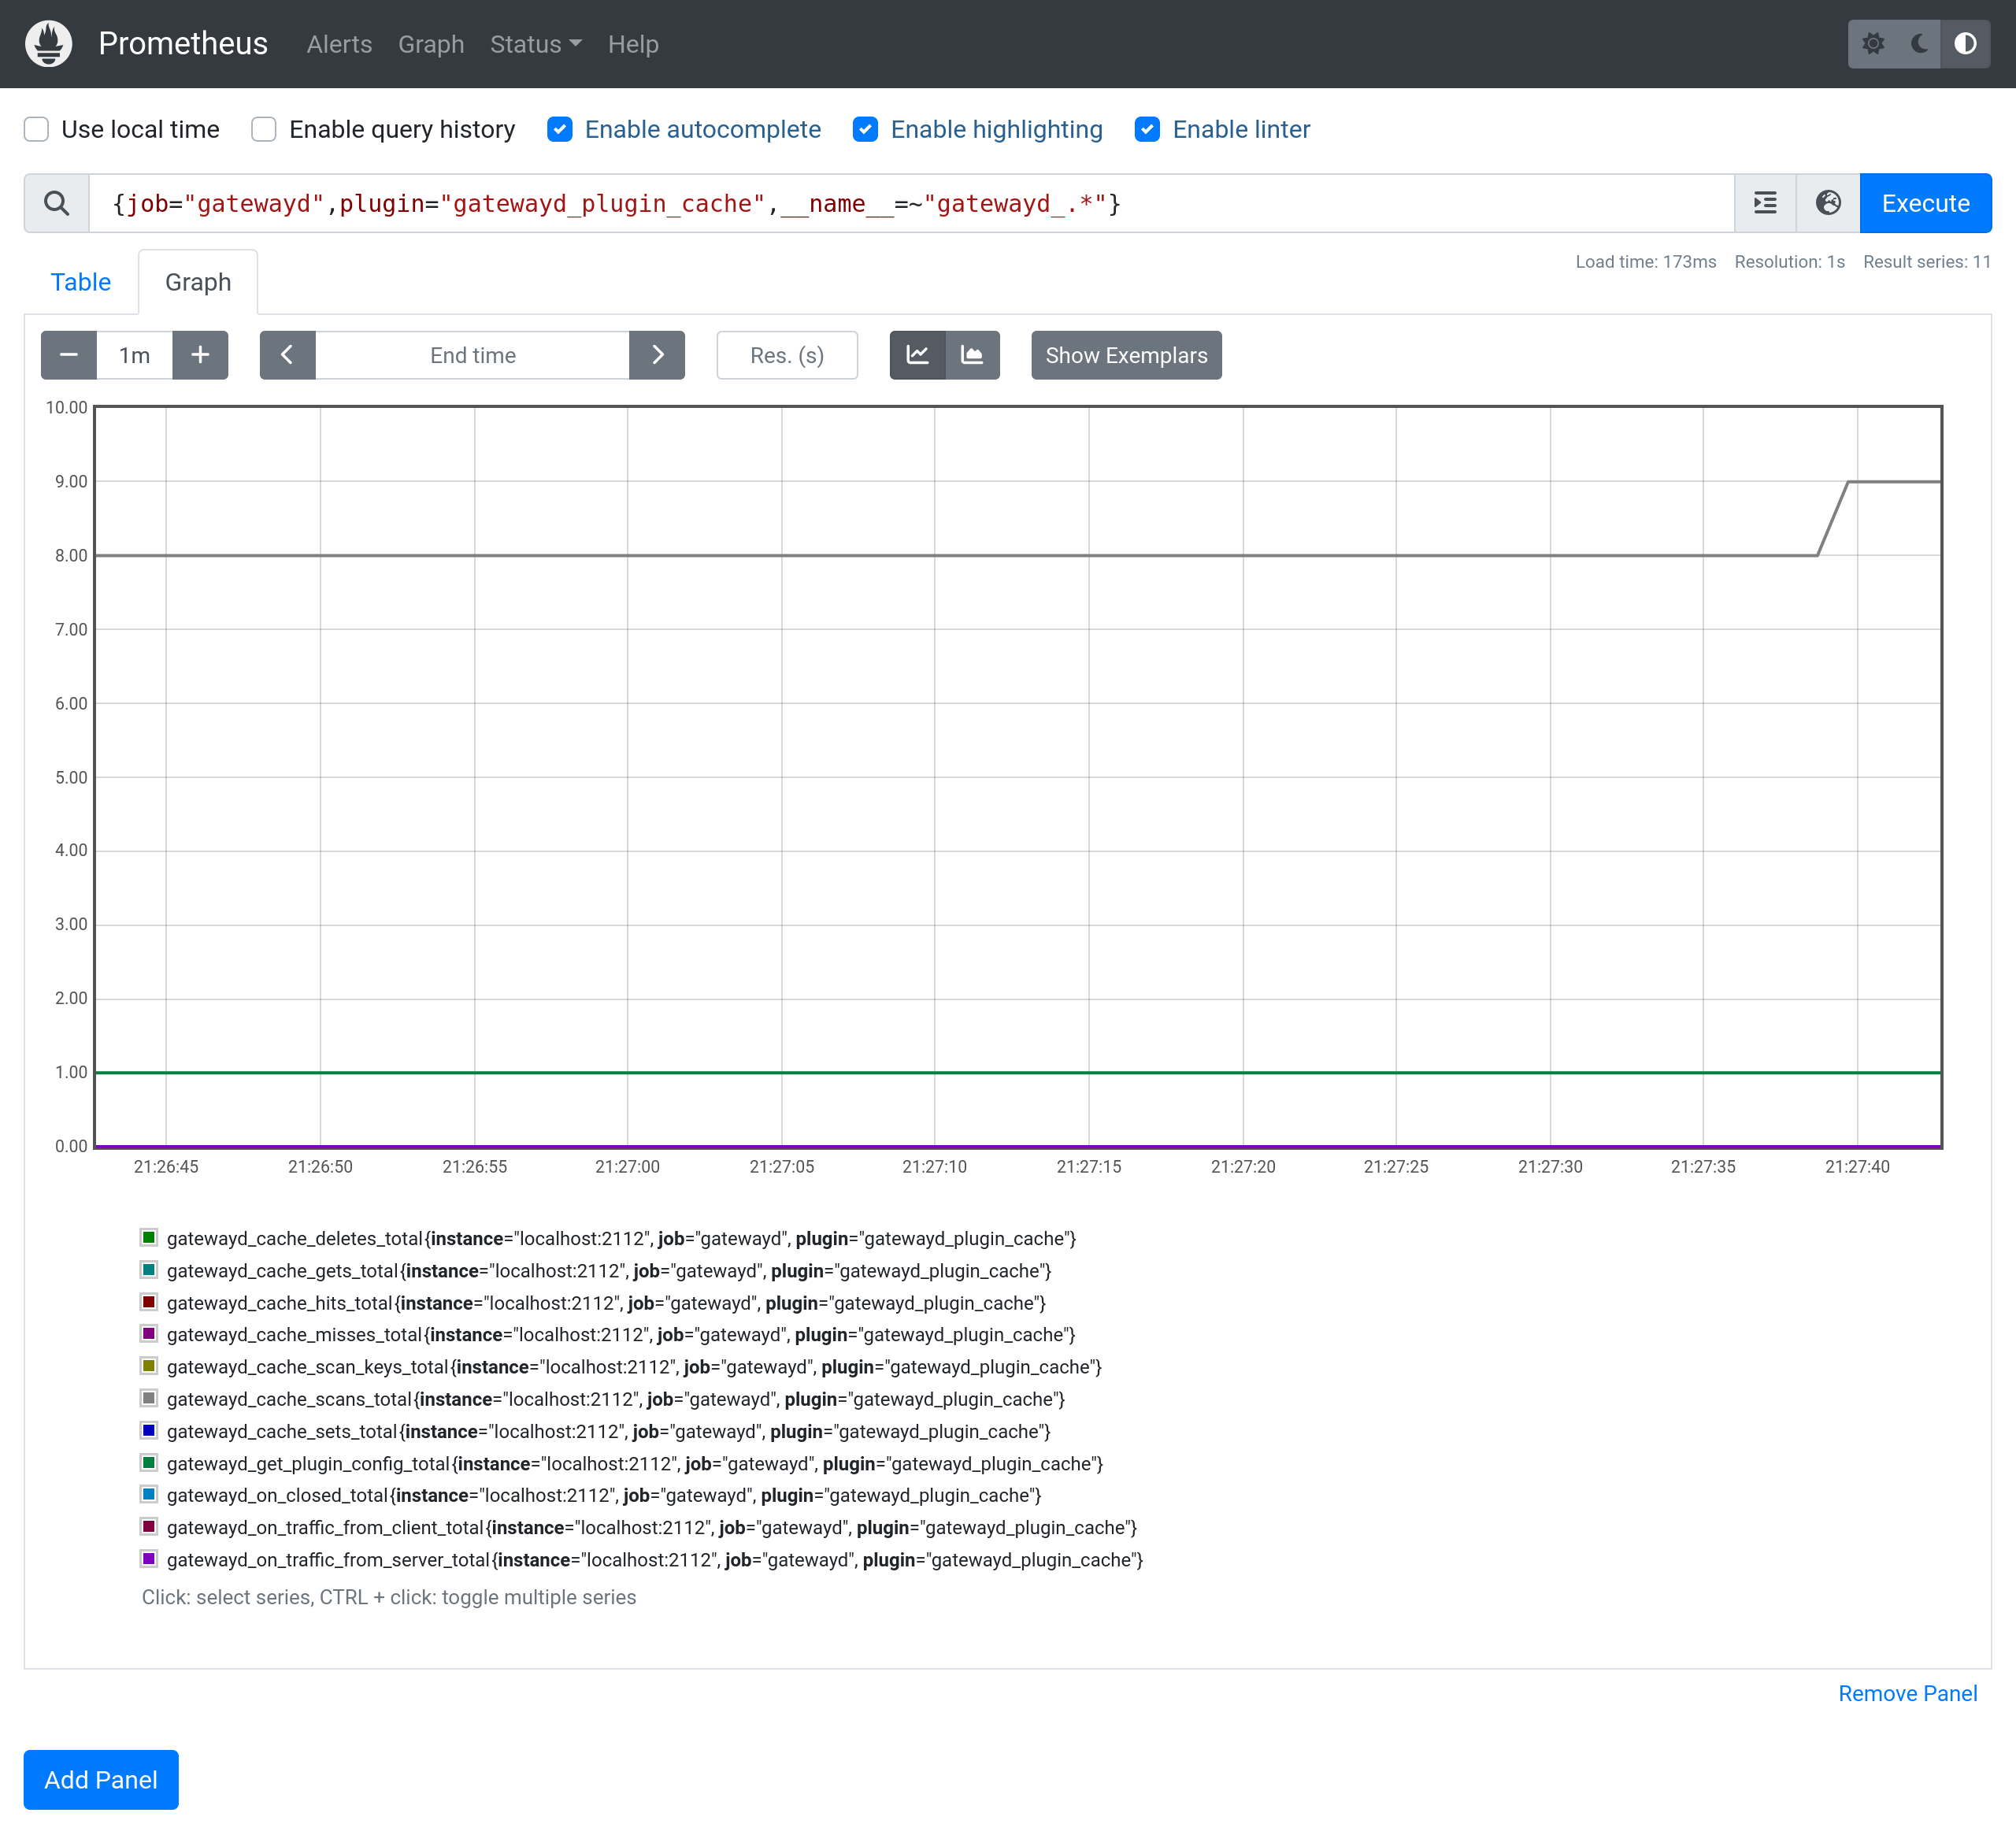 Prometheus Alerts Graph Status Help
Use local time Enable query history Enable autocomplete Enable highlighting Enable linter
{job="gatewayd",plugin="gatewayd_plugin_cache",__name__=~"gatewayd_.*"} Execute
Table Graph Load time: 173ms Resolution: 1s Result series: 11
1m End time Res. (s) Show Exemplars
10.00
9.00
8.00
7.00
6.00
5.00
4.00
3.00
2.00
1.00
0.00
21:26:45 21:26:50 21:26:55 21:27:00 21:27:05 21:27:10 21:27:15 21:27:20 21:27:25 21:27:30 21:27:35 21:27:40
gatewayd_cache_deletes_total{instance="localhost:2112", job="gatewayd", plugin="gatewayd_plugin_cache"}
gatewayd_cache_gets_total{instance="localhost:2112", job="gatewayd", plugin="gatewayd_plugin_cache"}
gatewayd_cache_hits_total{instance="localhost:2112", job="gatewayd", plugin="gatewayd_plugin_cache"}
gatewayd_cache_misses_total{instance="localhost:2112", job="gatewayd", plugin="gatewayd_plugin_cache"}
gatewayd_cache_scan_keys_total{instance="localhost:2112", job="gatewayd", plugin="gatewayd_plugin_cache"}
gatewayd_cache_scans_total{instance="localhost:2112", job="gatewayd", plugin="gatewayd_plugin_cache"}
gatewayd_cache_sets_total{instance="localhost:2112", job="gatewayd", plugin="gatewayd_plugin_cache"}
gatewayd_get_plugin_config_total{instance="localhost:2112", job="gatewayd", plugin="gatewayd_plugin_cache"}
gatewayd_on_closed_total{instance="localhost:2112", job="gatewayd", plugin="gatewayd_plugin_cache"}
gatewayd_on_traffic_from_client_total{instance="localhost:2112", job="gatewayd", plugin="gatewayd_plugin_cache"}
gatewayd_on_traffic_from_server_total{instance="localhost:2112", job="gatewayd", plugin="gatewayd_plugin_cache"}
Click: select series, CTRL + click: toggle multiple series
Remove Panel
Add Panel